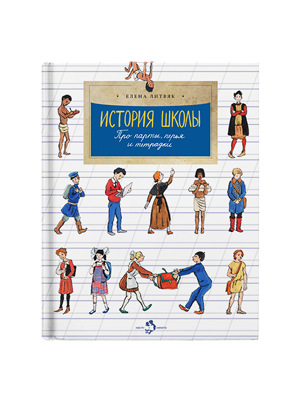 ЕЛЕНА ЛИТВЯК
ИСТОРИЯ ШКОЛЫ
Про парты, перья
и тетрадки